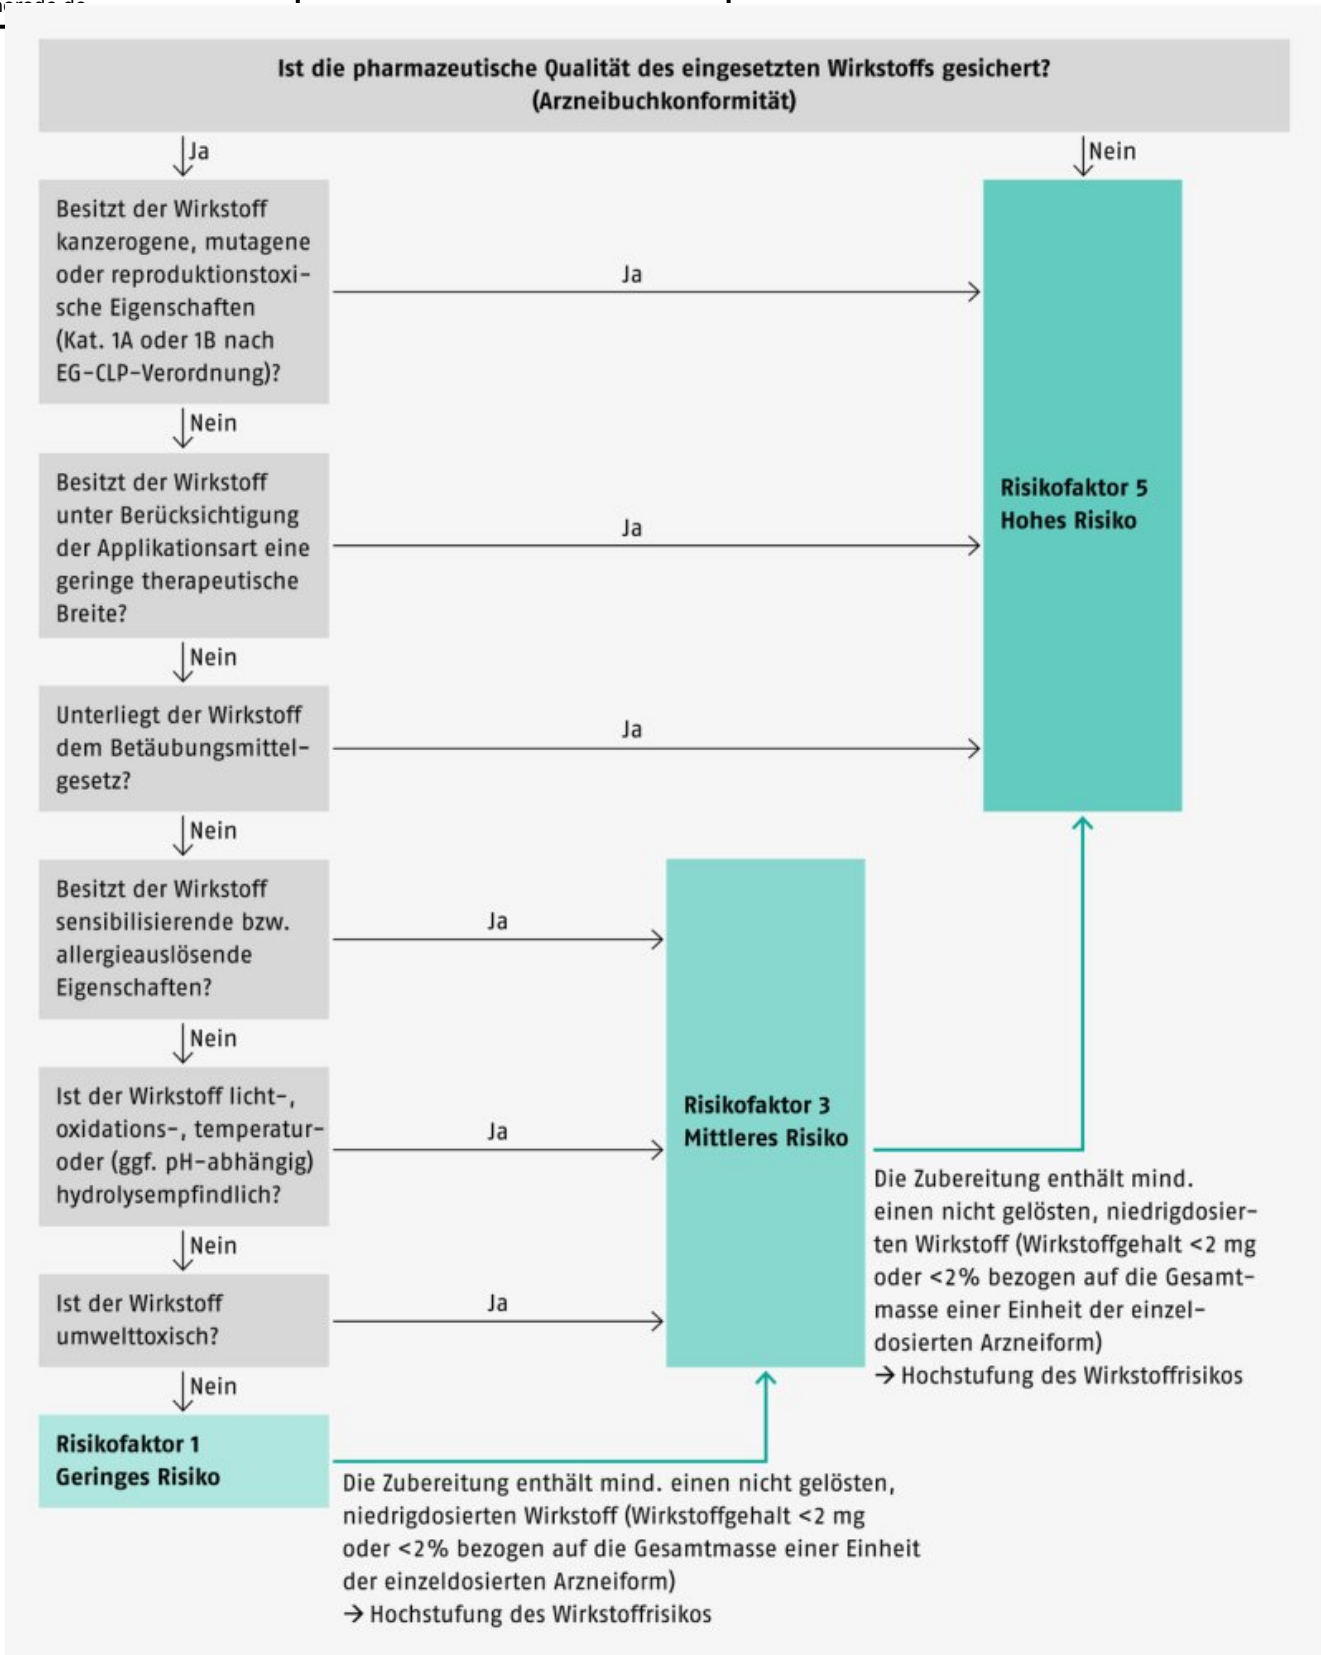 Ist die pharmazeutische Qualität des eingesetzten Wirkstoffs gesichert?
(Arzneibuchkonformität)
Ja
Nein
Besitzt der Wirkstoff
kanzerogene, mutagene
oder reproduktionstoxi-
sche Eigenschaften
(Kat. 1A oder 1B nach
EG-CLP-Verordnung)?
Ja
Nein
Besitzt der Wirkstoff
unter Berücksichtigung
der Applikationsart eine
geringe therapeutische
Breite?
Ja
Risikofaktor 5
Hohes Risiko
Nein
Unterliegt der Wirkstoff
dem Betäubungsmittel-
gesetz?
Ja
Nein
Besitzt der Wirkstoff
sensibilisierende bzw.
allergieauslösende
Eigenschaften?
Ja
Nein
Ist der Wirkstoff licht-,
oxidations-, temperatur-
oder (ggf. pH-abhängig)
hydrolysempfindlich?
Ja
Risikofaktor 3
Mittleres Risiko
Die Zubereitung enthält mind.
einen nicht gelösten, niedrigdosier-
ten Wirkstoff (Wirkstoffgehalt <2 mg
oder <2% bezogen auf die Gesamt-
masse einer Einheit der einzel-
dosierten Arzneiform)
→ Hochstufung des Wirkstoffrisikos
Nein
Ist der Wirkstoff
umwelttoxisch?
Ja
Nein
Risikofaktor 1
Geringes Risiko
Die Zubereitung enthält mind. einen nicht gelösten,
niedrigdosierten Wirkstoff (Wirkstoffgehalt <2 mg
oder <2% bezogen auf die Gesamtmasse einer Einheit
der einzeldosierten Arzneiform)
→ Hochstufung des Wirkstoffrisikos